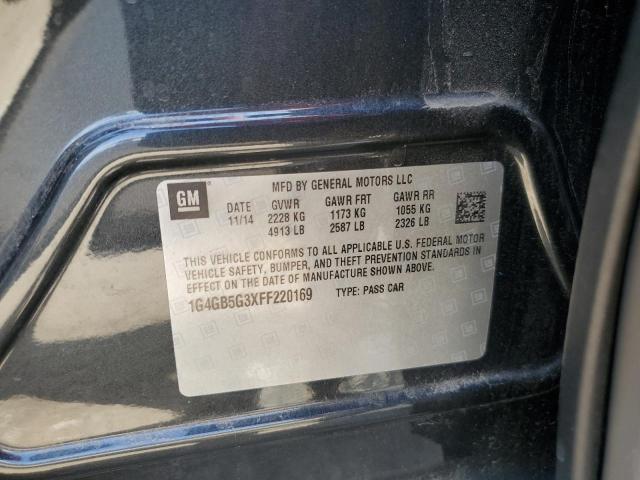 MFD BY GENERAL MOTORS LLC
GM
DATE GVWR GAWR FRT GAWR RR
11/14 2228 KG 1173 KG 1055 KG
4913 LB 2587 LB 2326 LB
THIS VEHICLE CONFORMS TO ALL APPLICABLE U.S. FEDERAL MOTOR
VEHICLE SAFETY, BUMPER, AND THEFT PREVENTION STANDARDS IN
EFFECT ON THE DATE OF MANUFACTURE SHOWN ABOVE.
1G4GB5G3XFF220169 TYPE: PASS CAR